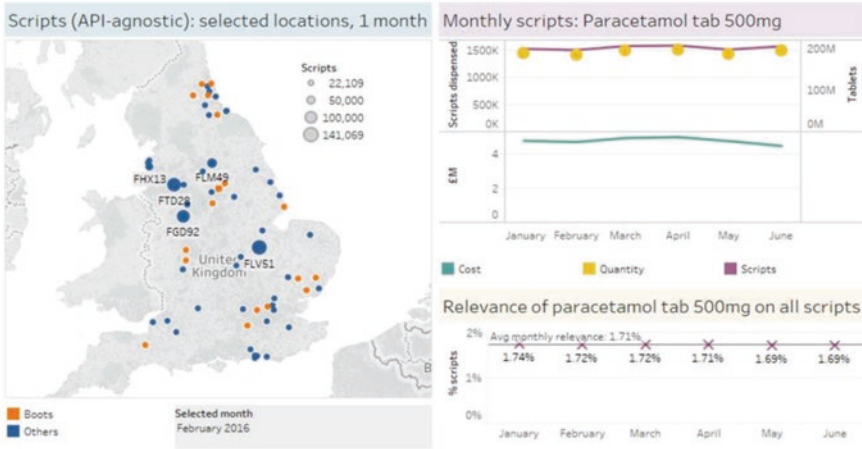 Scripts (API-agnostic): selected locations, 1 month
Scripts
22,109
50,000
100,000
141,069
FHX13
FLM49
FTD28
FGD92
United
Kingdom
FLV51
B
Boots
Others
Selected month
February 2016
Monthly scripts: Paracetamol tab 500mg
Scripts dispensed
1500K
1000K
500K
0K
200M
100M
0M
Tablets
£M
4
2
0
January February March April May June
Cost Quantity Scripts
Relevance of paracetamol tab 500mg on all scripts
% scripts
2%
1%
0%
Avg monthly relevance: 1.71%
1.74% 1.72% 1.72% 1.71% 1.69% 1.69%
January February March April May June